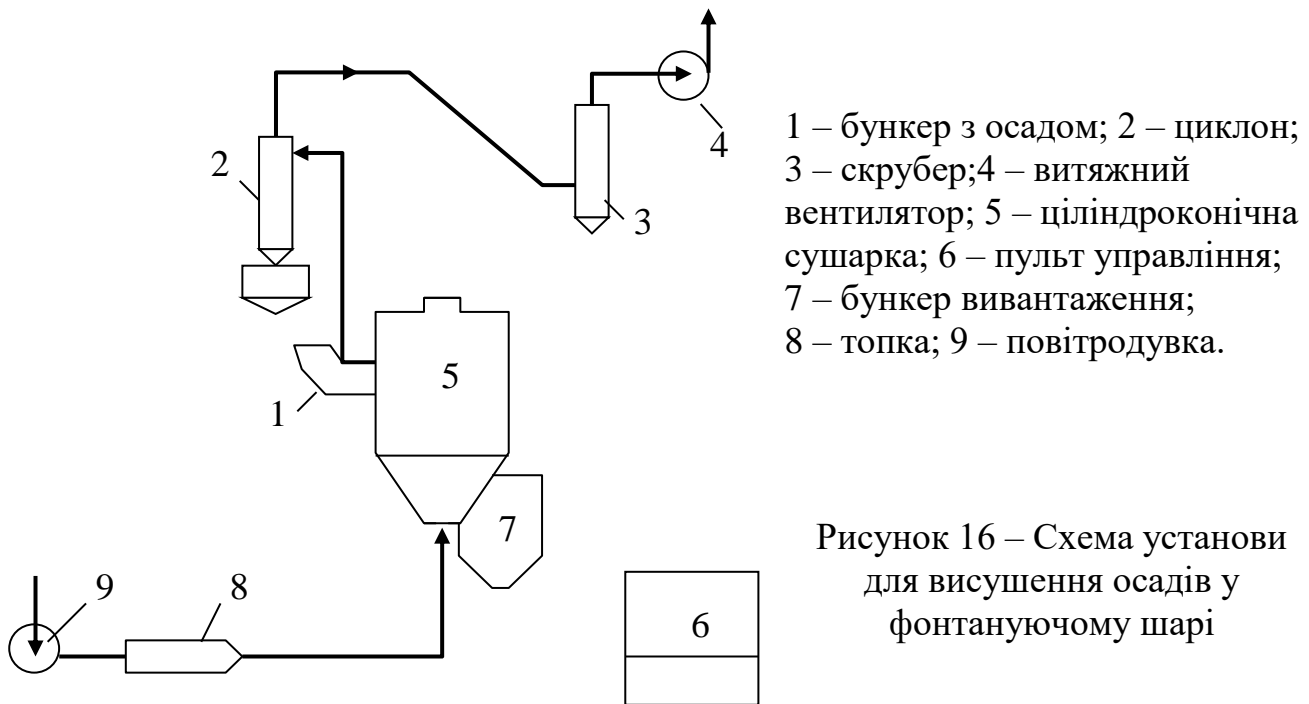 4
2
3
1 – бункер з осадом; 2 – циклон;
3 – скрубер;4 – витяжний
вентилятор; 5 – ціліндроконічна
сушарка; 6 – пульт управління;
7 – бункер вивантаження;
8 – топка; 9 – повітродувка.
5
1
7
Рисунок 16 – Схема установи
для висушення осадів у
фонтануючому шарі
9
8
6